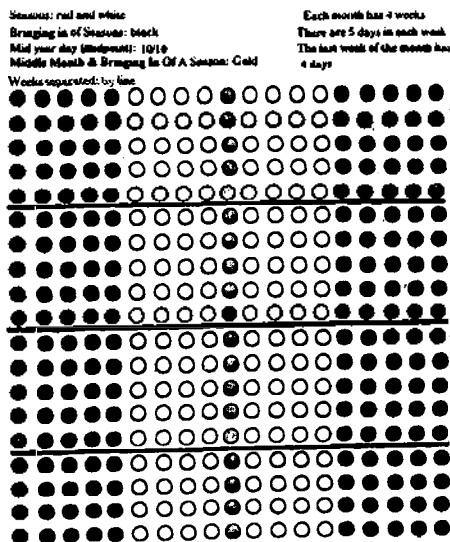 Seasons: red and white
Bringing in of Seasons: black
Mid year day (Midpoint): 10/10
Middle Month & Bringing In Of A Season: Gold
Weeks separated: by line
Each month has 4 weeks
There are 5 days in each week
The last week of the month has
4 days